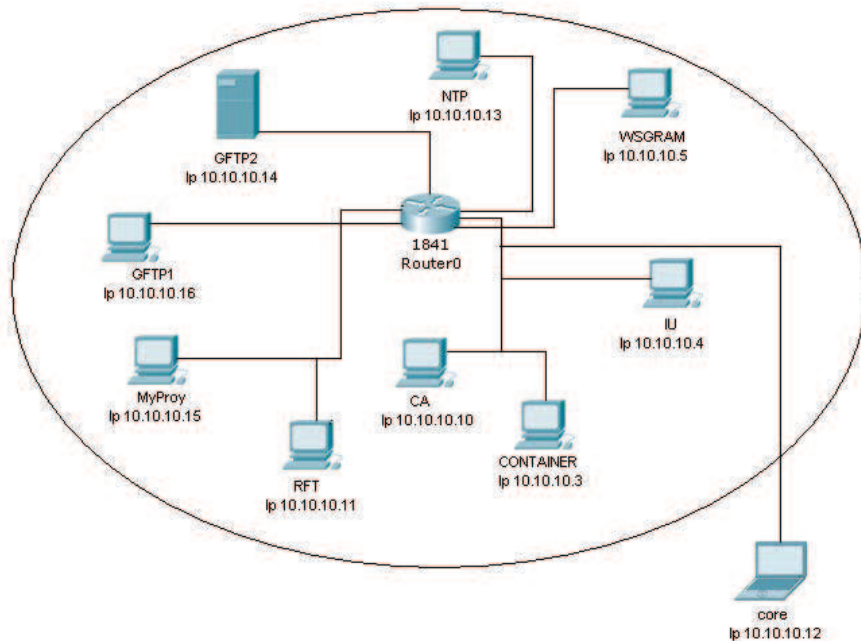 NTP
Ip 10.10.10.13
WSGRAM
Ip 10.10.10.5
GFTP2
Ip 10.10.10.14
1841
Router0
GFTP1
Ip 10.10.10.16
IU
Ip 10.10.10.4
MyProy
Ip 10.10.10.15
CA
Ip 10.10.10.10
CONTAINER
Ip 10.10.10.3
RFT
Ip 10.10.10.11
core
Ip 10.10.10.12